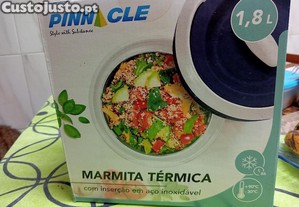 CustoJusto.pt
PINNACLE
Style with Substance
1,8 L
MARMITA TÉRMICA
com inserção em aço inoxidável